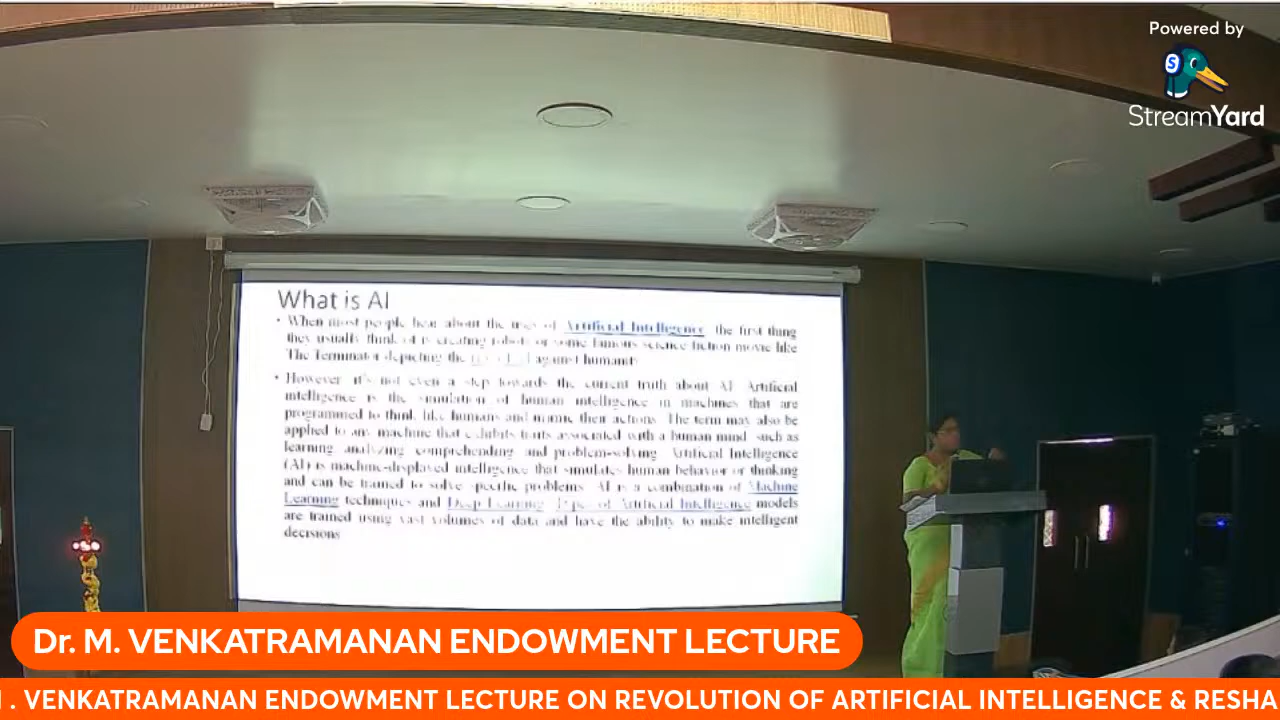 Powered by
StreamYard
What is AI
• When most people hear about the uses of Artificial Intelligence, the first thing
they usually think of is creating robots or some famous science fiction movie like
The Terminator depicting the against humanity
• However, it's not even a step towards the current truth about AI. Artificial
intelligence is the simulation of human intelligence in machines that are
programmed to think like humans and mimic their actions. The term may also be
applied to any machine that exhibits traits associated with a human mind such as
learning analyzing comprehending and problem-solving. Artificial Intelligence
(AI) is machine-displayed intelligence that simulates human behavior or thinking
and can be trained to solve specific problems. AI is a combination of Machine
Learning techniques and Deep Learning. Types of Artificial Intelligence models
are trained using vast volumes of data and have the ability to make intelligent
decisions
Dr. M. VENKATRAMANAN ENDOWMENT LECTURE
. VENKATRAMANAN ENDOWMENT LECTURE ON REVOLUTION OF ARTIFICIAL INTELLIGENCE & RESHA